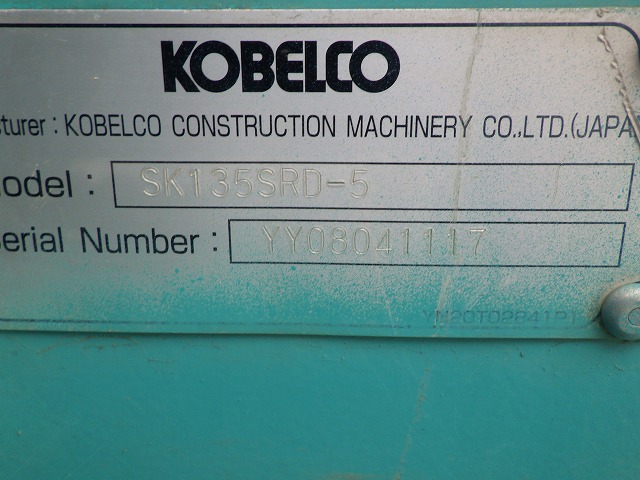 KOBELCO
cturer : KOBELCO CONSTRUCTION MACHINERY CO.,LTD.(JAPA
odel : SK135SRD-5
erial Number : YY08041117